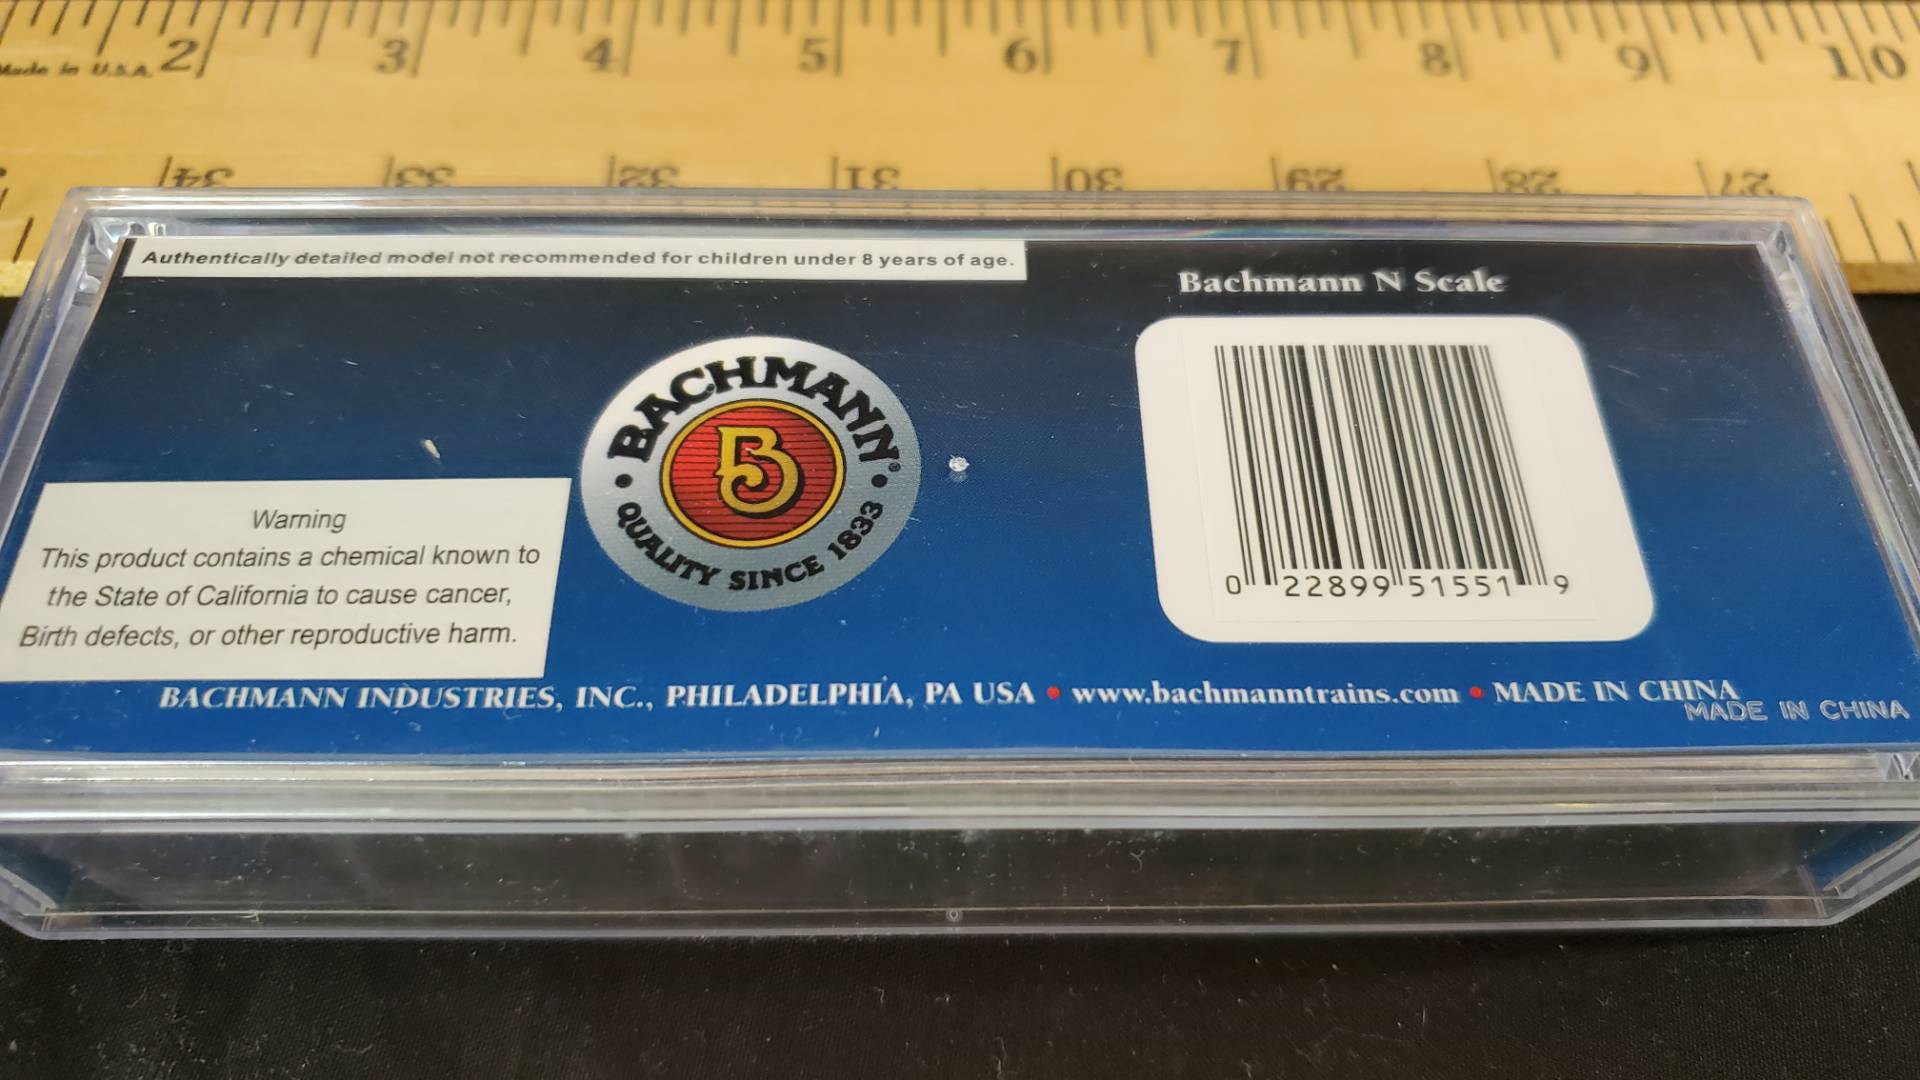 2 3 4 5 6 7 8 9 10
Made in U.S.A.
34 33 32 31 30 29 28 27
Authentically detailed model not recommended for children under 8 years of age.
Bachmann N Scale
BACHMANN®
B
• QUALITY SINCE 1833 •
0 22899 51551 9
Warning
This product contains a chemical known to
the State of California to cause cancer,
Birth defects, or other reproductive harm.
BACHMANN INDUSTRIES, INC., PHILADELPHIA, PA USA • www.bachmanntrains.com • MADE IN CHINA
MADE IN CHINA